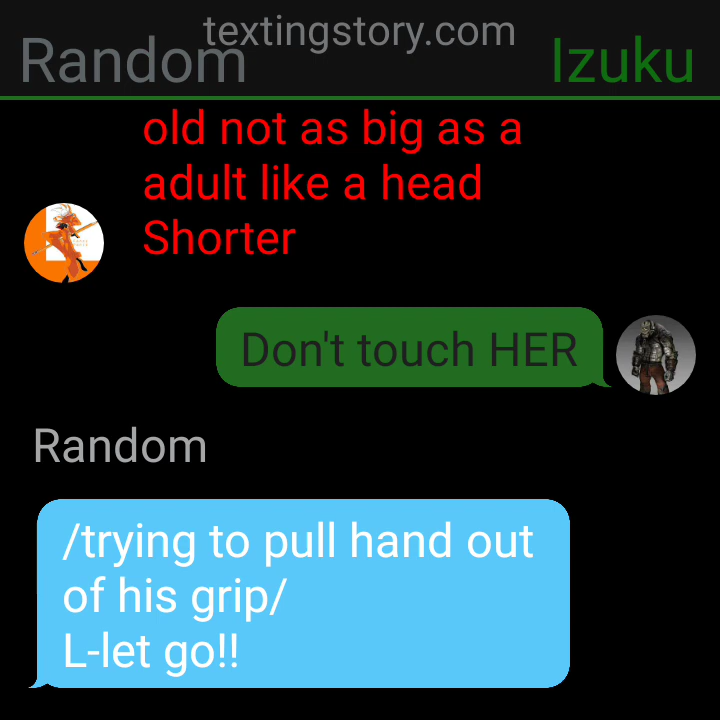 textingstory.com
Random
Izuku
old not as big as a
adult like a head
Shorter
Don't touch HER
Random
/trying to pull hand out
of his grip/
L-let go!!